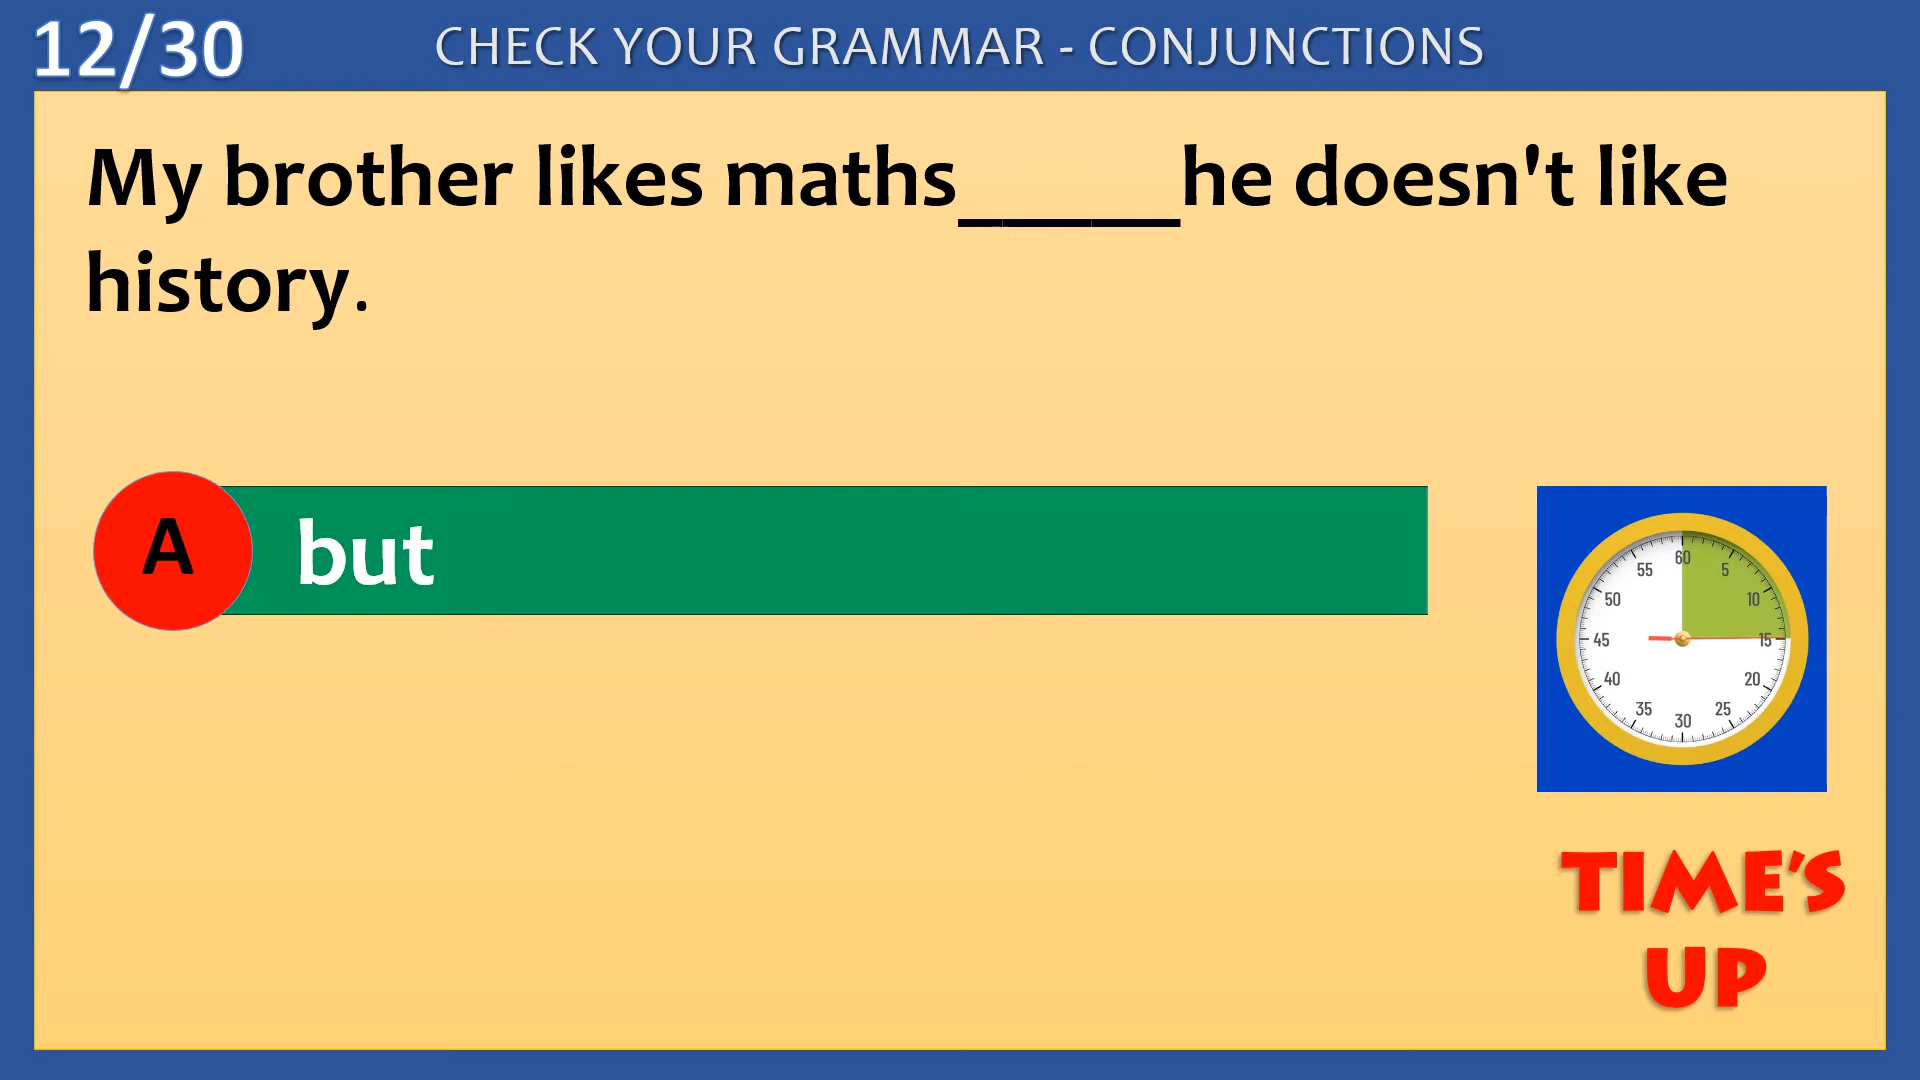 12/30
CHECK YOUR GRAMMAR - CONJUNCTIONS
My brother likes maths_____he doesn't like
history.
A but
60
55 5
50 10
45 15
40 20
35 25
30
TIME'S
UP